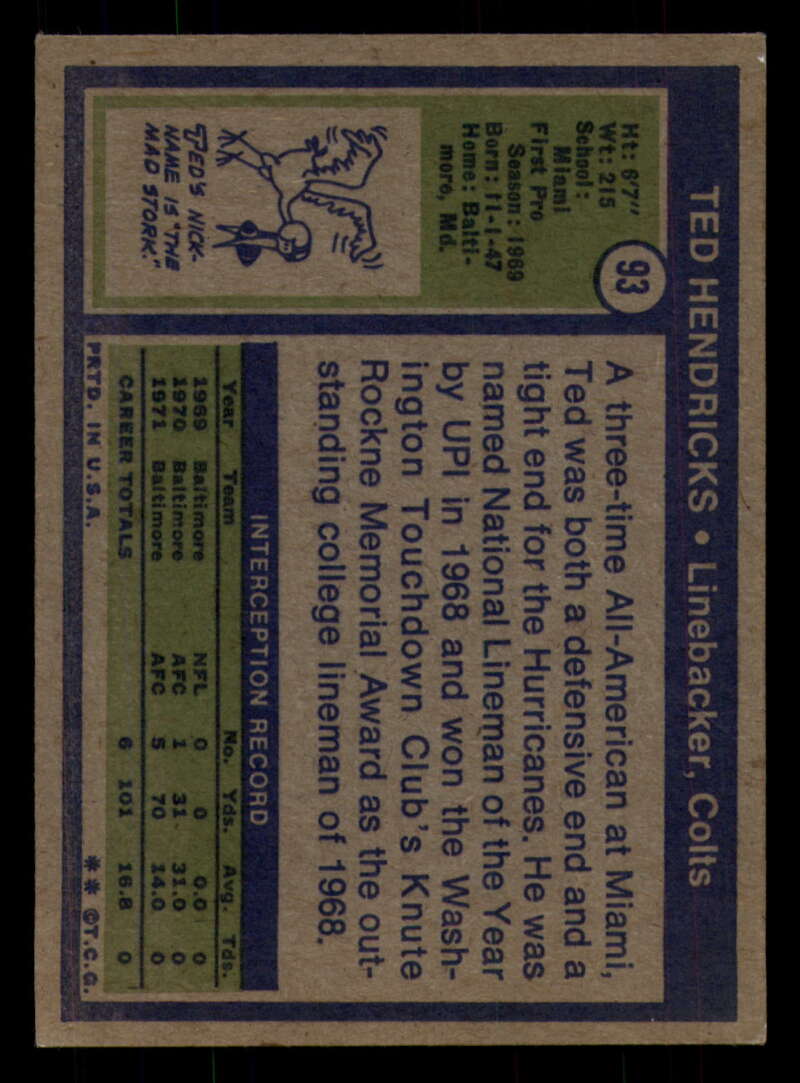 TED HENDRICKS • Linebacker, Colts
93
Ht: 6'7"
Wt: 215
School:
Miami
First Pro
Season: 1969
Born: 11-1-47
Home: Balti-
more, Md.
TED'S NICK-
NAME IS "THE
MAD STORK."
A three-time All-American at Miami,
Ted was both a defensive end and a
tight end for the Hurricanes. He was
named National Lineman of the Year
by UPI in 1968 and won the Wash-
ington Touchdown Club's Knute
Rockne Memorial Award as the out-
standing college lineman of 1968.
INTERCEPTION RECORD
Year Team No. Yds. Avg. Tds.
1969 Baltimore NFL 0 0 0.0 0
1970 Baltimore AFC 1 31 31.0 0
1971 Baltimore AFC 5 70 14.0 0
CAREER TOTALS 6 101 16.8 0
PRTD. IN U.S.A. ** ©T.C.G.